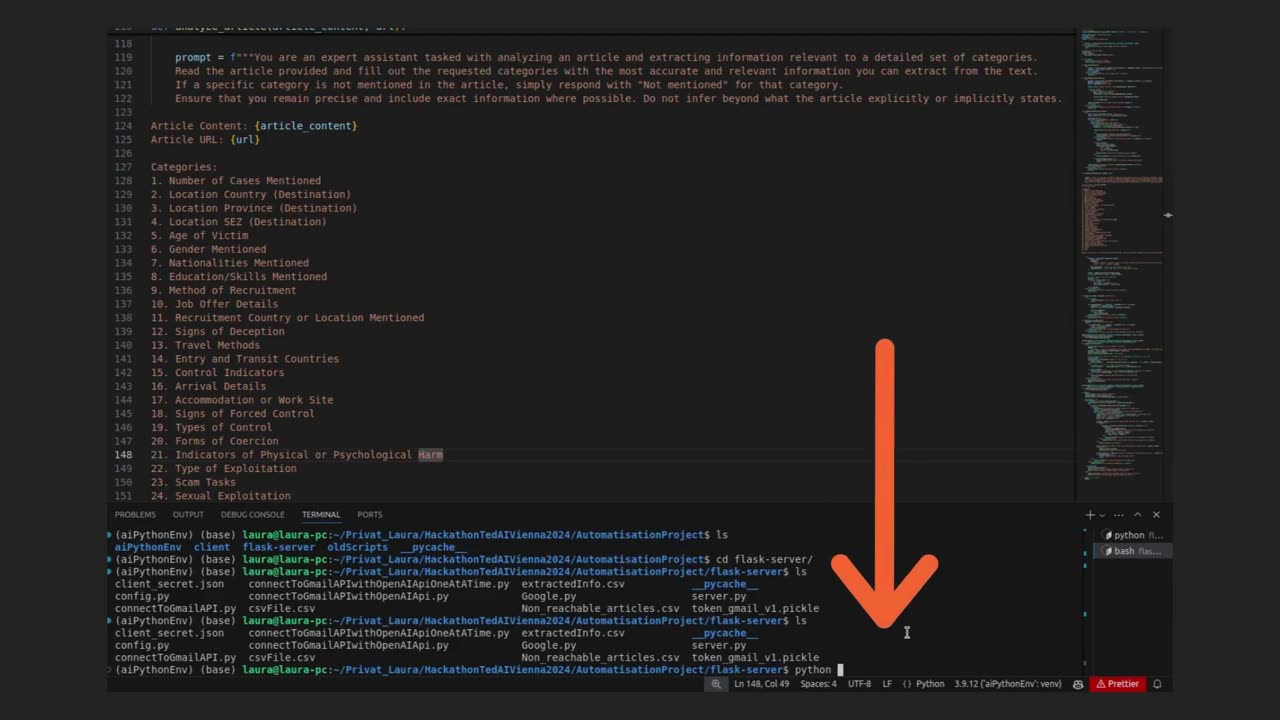 118
119 prompt = f"""You are an expert assistant tasked with analyzing an article and extracting information relevant to a detailed set of categories.
120 Read the article provided and fill out the requested categories with the most accurate and relevant information you can extract from the text.
121 If a specific category is not mentioned in the article, simply respond with "Not mentioned" for that category.
122 Ensure that you remain precise and include exact information where possible. Do not infer beyond what the article explicitly or implicitly states.
123
124 Article Content: {article_content}
125 Article URL: {url}
126
127 Categories:
128 1. Number of Cases Mentioned
129 2. Location Country (Destination)
130 3. Location Province (Destination)
131 4. Location SEZ (Destination)
132 5. Age of Victim
133 6. Gender Mentioned
134 7. Nationalities Mentioned
135 8. Education/Skills Mentioned
136 9. Method of Recruitment
137 10. Job Offer Details
138 11. Recruitment Country or Location Mentioned
139 12. Signs of Deception
140 13. Travel Methods
141 14. Entry and Transit Countries
142 15. Control Indicators
143 16. Arrival Details
144 17. Accommodation or Work Site
145 18. Signs of Forced Control
146 19. Types of Control
147 20. Forms of Coercion
148 21. Indicators of Physical or Psychological Harm
149 22. Type of Exploitation
150 23. Scam Tasks
151 24. Sexual Exploitation
PROBLEMS OUTPUT DEBUG CONSOLE TERMINAL PORTS
(aiPythonEnv) (base) laura@laura-pc:~/Privat_Laura/HackathonTedAIVienna2024/AutomatisationProject$ ls
aiPythonEnv client flask-server oldScripts __pycache__
(aiPythonEnv) (base) laura@laura-pc:~/Privat_Laura/HackathonTedAIVienna2024/AutomatisationProject$ cd flask-server/
(aiPythonEnv) (base) laura@laura-pc:~/Privat_Laura/HackathonTedAIVienna2024/AutomatisationProject/flask-server$ ls
client_secret.json connectToGmailAPIwithOpenAIApiOneAtATime.py extractedInfo.csv __pycache__
config.py connectToGmailAPIwithOpenAIApi.py Google.py server.py
connectToGmailAPI.py csvFile.csv Non_reachable_articles.csv token_gmail_v1.pickle
(aiPythonEnv) (base) laura@laura-pc:~/Privat_Laura/HackathonTedAIVienna2024/AutomatisationProject/flask-server$ ls
client_secret.json connectToGmailAPIwithOpenAIApiOneAtATime.py extractedInfo.csv __pycache__
config.py connectToGmailAPIwithOpenAIApi.py Google.py server.py
connectToGmailAPI.py csvFile.csv Non_reachable_articles.csv token_gmail_v1.pickle
(aiPythonEnv) (base) laura@laura-pc:~/Privat_Laura/HackathonTedAIVienna2024/AutomatisationProject/flask-server$ python
python fl...
bash flas...
Ln 148, Col 49 Spaces: 4 UTF-8 LF {} Python 3.9.12 ('aiPythonEnv': venv) Prettier